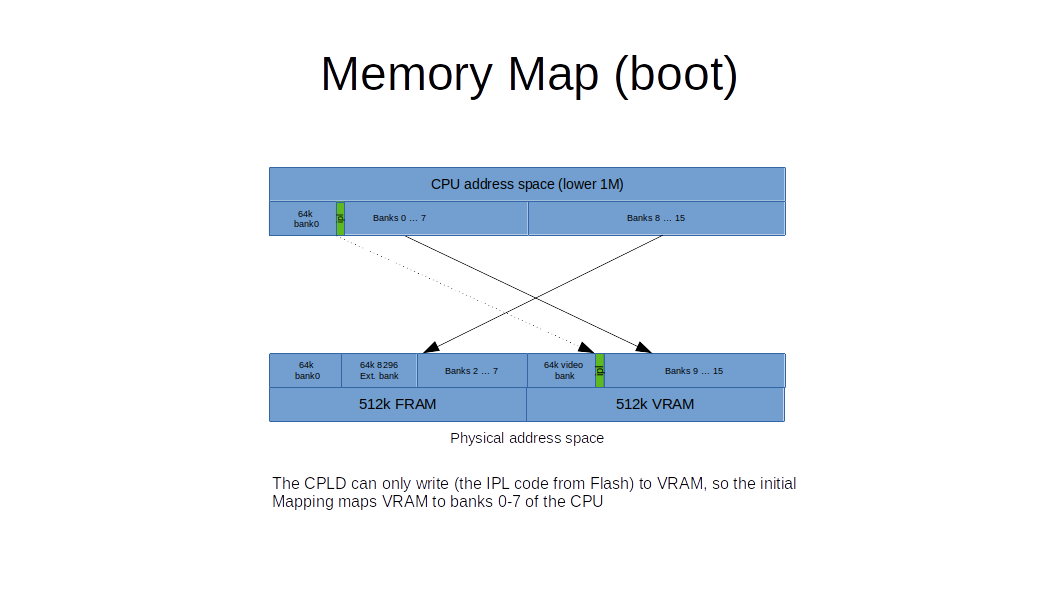 Memory Map (boot)
CPU address space (lower 1M)
64k
bank0
ipl
Banks 0 … 7
Banks 8 … 15
64k
bank0
64k 8296
Ext. bank
Banks 2 … 7
64k video
bank
ipl
Banks 9 … 15
512k FRAM
512k VRAM
Physical address space
The CPLD can only write (the IPL code from Flash) to VRAM, so the initial
Mapping maps VRAM to banks 0-7 of the CPU